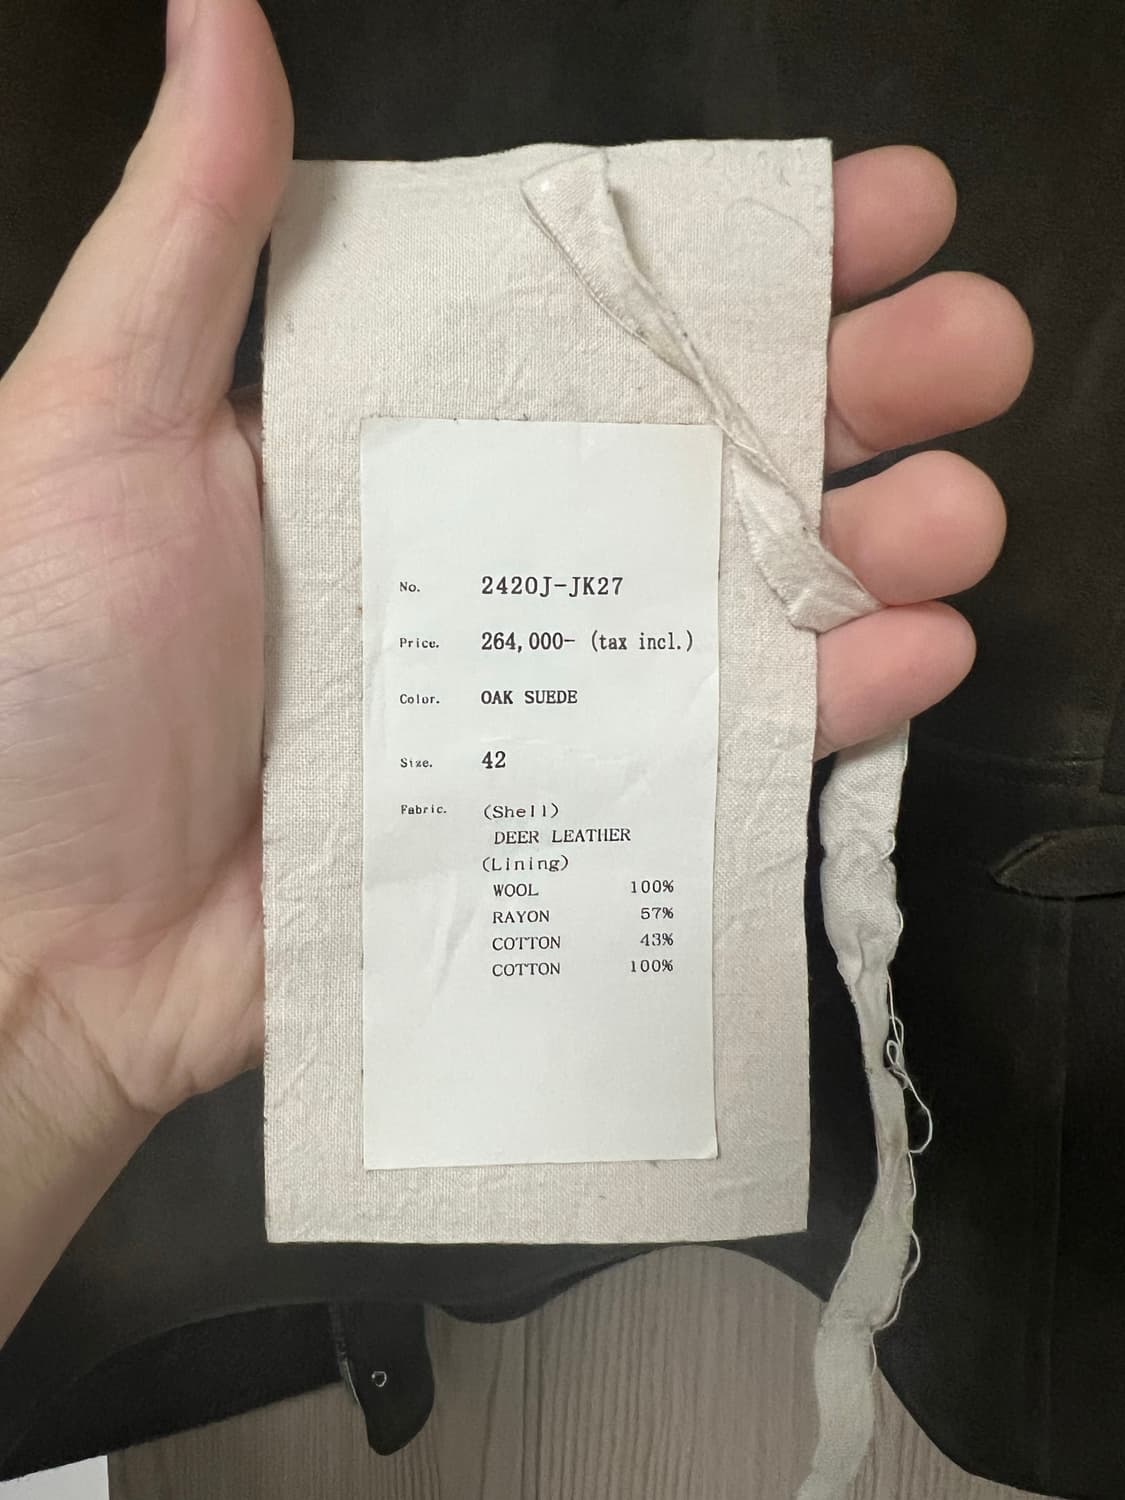 No. 2420J-JK27
Price. 264,000- (tax incl.)
Color. OAK SUEDE
Size. 42
Fabric. (Shell)
DEER LEATHER
(Lining)
WOOL 100%
RAYON 57%
COTTON 43%
COTTON 100%